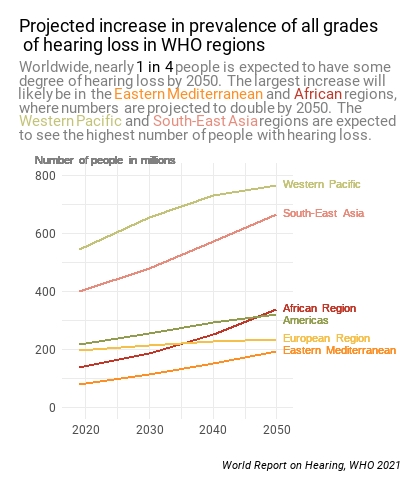 Projected increase in prevalence of all grades
of hearing loss in WHO regions
Worldwide, nearly 1 in 4 people is expected to have some
degree of hearing loss by 2050. The largest increase will
likely be in the Eastern Mediterranean and African regions,
where numbers are projected to double by 2050. The
Western Pacific and South-East Asia regions are expected
to see the highest number of people with hearing loss.
Number of people in millions
800
Western Pacific
South-East Asia
600
400
African Region
Americas
European Region
200
Eastern Mediterranean
0
2020 2030 2040 2050
World Report on Hearing, WHO 2021